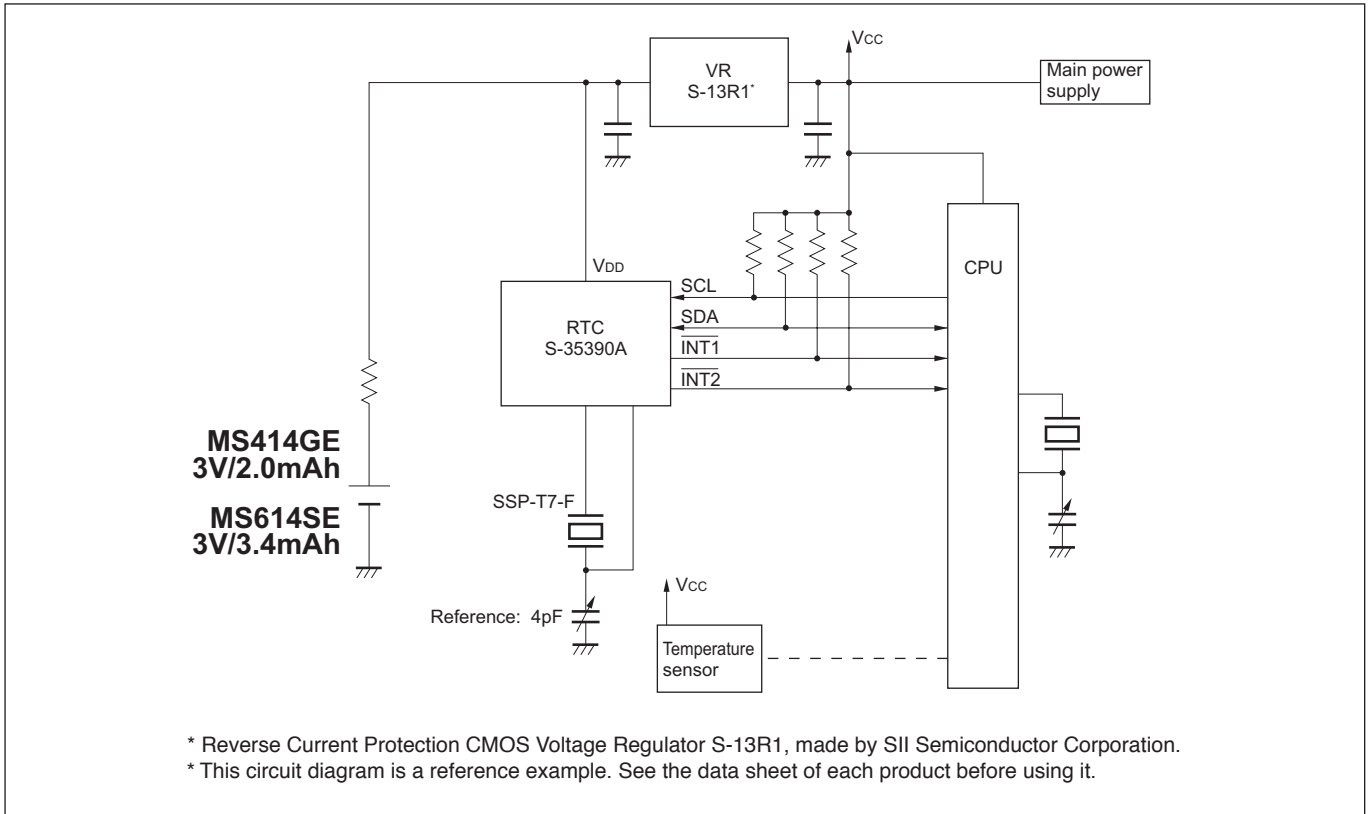 VCC
VR
S-13R1*
Main power
supply
VDD
CPU
SCL
SDA
INT1
INT2
RTC
S-35390A
MS414GE
3V/2.0mAh
MS614SE
3V/3.4mAh
SSP-T7-F
Reference: 4pF
VCC
Temperature
sensor
* Reverse Current Protection CMOS Voltage Regulator S-13R1, made by SII Semiconductor Corporation.
* This circuit diagram is a reference example. See the data sheet of each product before using it.